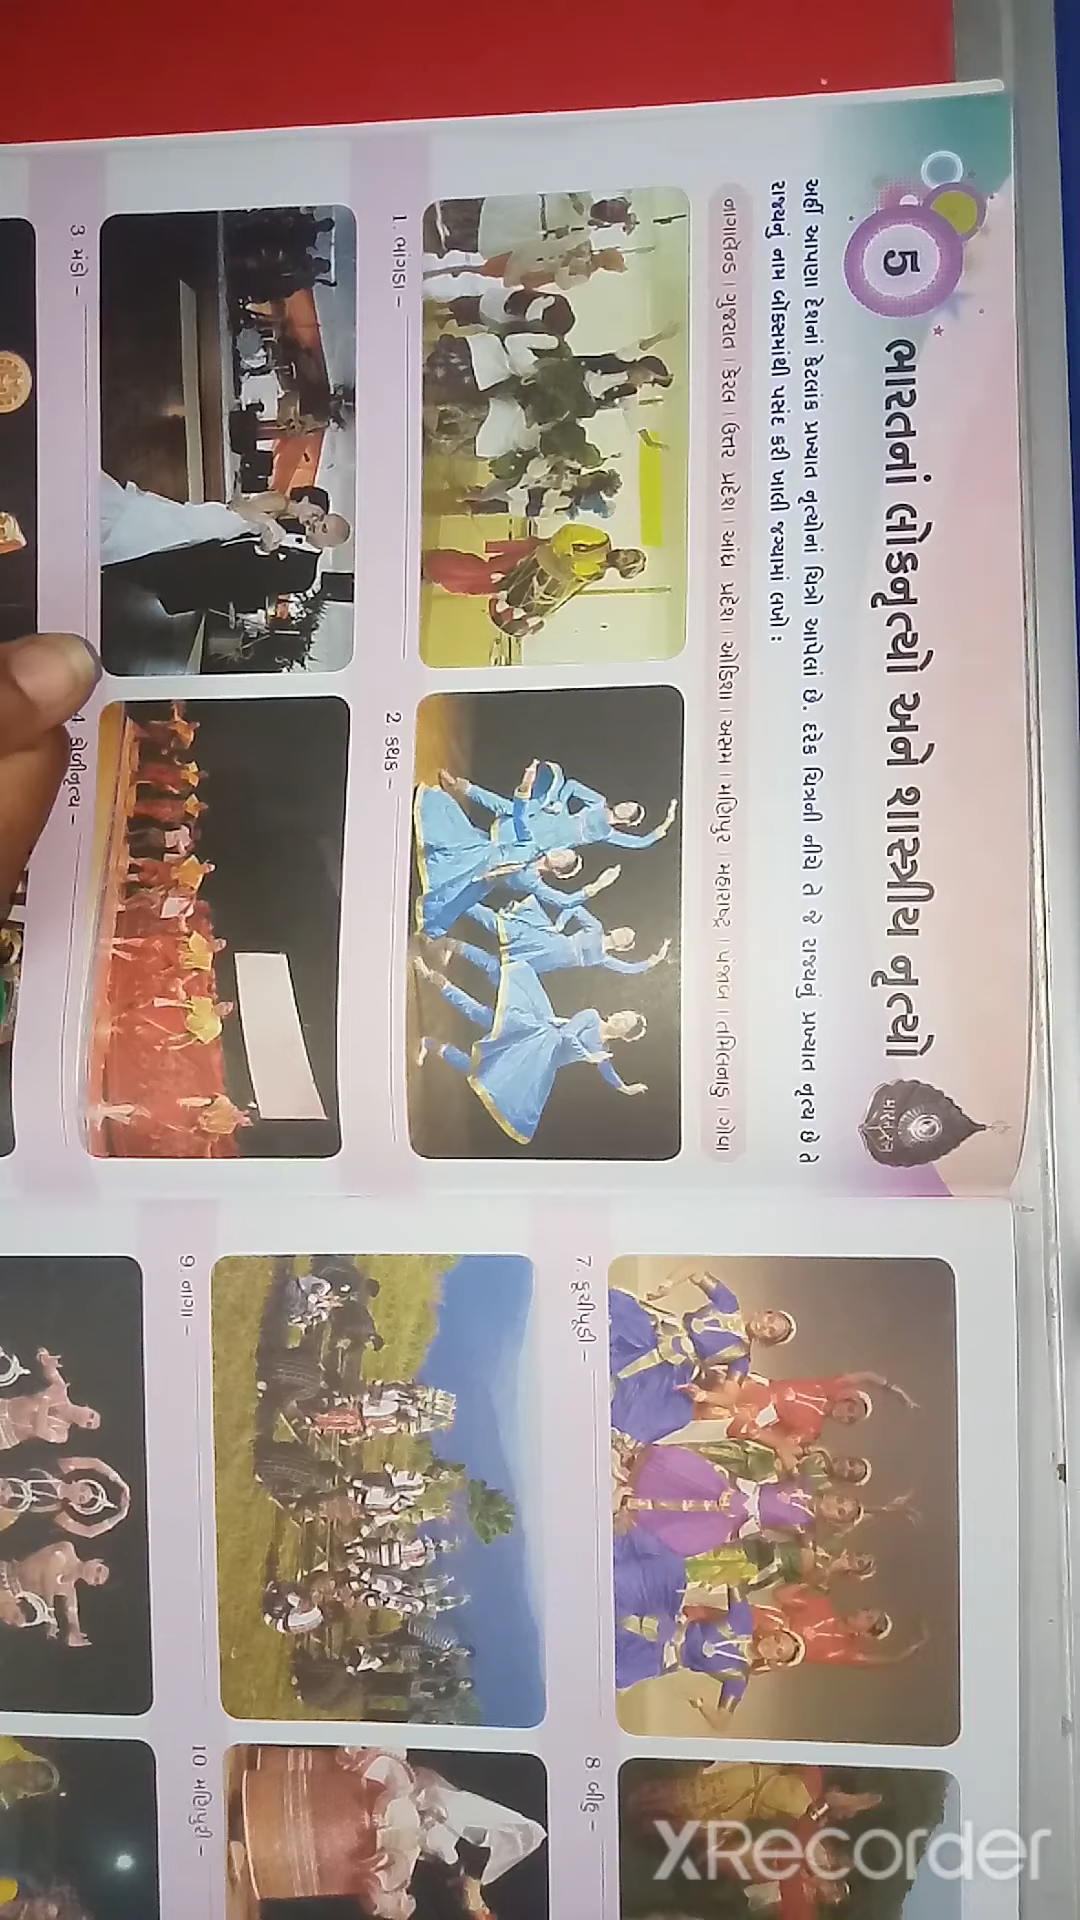 5
ભારતનાં લોકનૃત્યો અને શાસ્ત્રીય નૃત્યો
અહીં આપણા દેશનાં કેટલાંક પ્રખ્યાત નૃત્યોનાં ચિત્રો આપેલાં છે. દરેક ચિત્રની નીચે તે જે રાજ્યનું પ્રખ્યાત નૃત્ય છે તે
રાજ્યનું નામ બૉક્સમાંથી પસંદ કરી ખાલી જગ્યામાં લખો :
નાગાલૅન્ડ । ગુજરાત । કેરલ । ઉત્તર પ્રદેશ । આંધ્ર પ્રદેશ । ઓડિશા । અસમ । મણિપુર । મહારાષ્ટ્ર । પંજાબ । તમિલનાડુ । ગોવા
1. ભાંગડા –
2 કથક –
3. મંડો –
4. કોળીનૃત્ય –
7. કૂચીપૂડી –
8 બીહુ –
9. નાગા –
10 મણિપુરી –
XRecorder